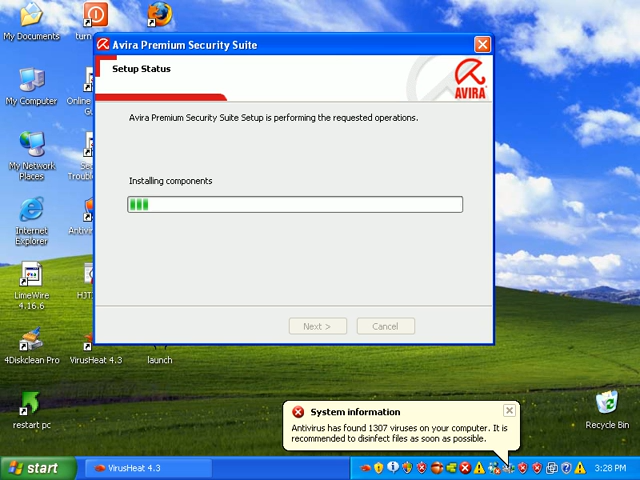 My Documents
turn
Avira Premium Security Suite
Setup Status
AVIRA
My Computer
Online
Avira Premium Security Suite Setup is performing the requested operations.
My Network
Places
Installing components
Internet
Explorer
LimeWire
4.16.6
Next >
Cancel
4Diskclean Pro
VirusHeat 4.3
launch
restart pc
Recycle Bin
System information
Antivirus has found 1307 viruses on your computer. It is
recommended to disinfect files as soon as possible.
start
VirusHeat 4.3
3:28 PM